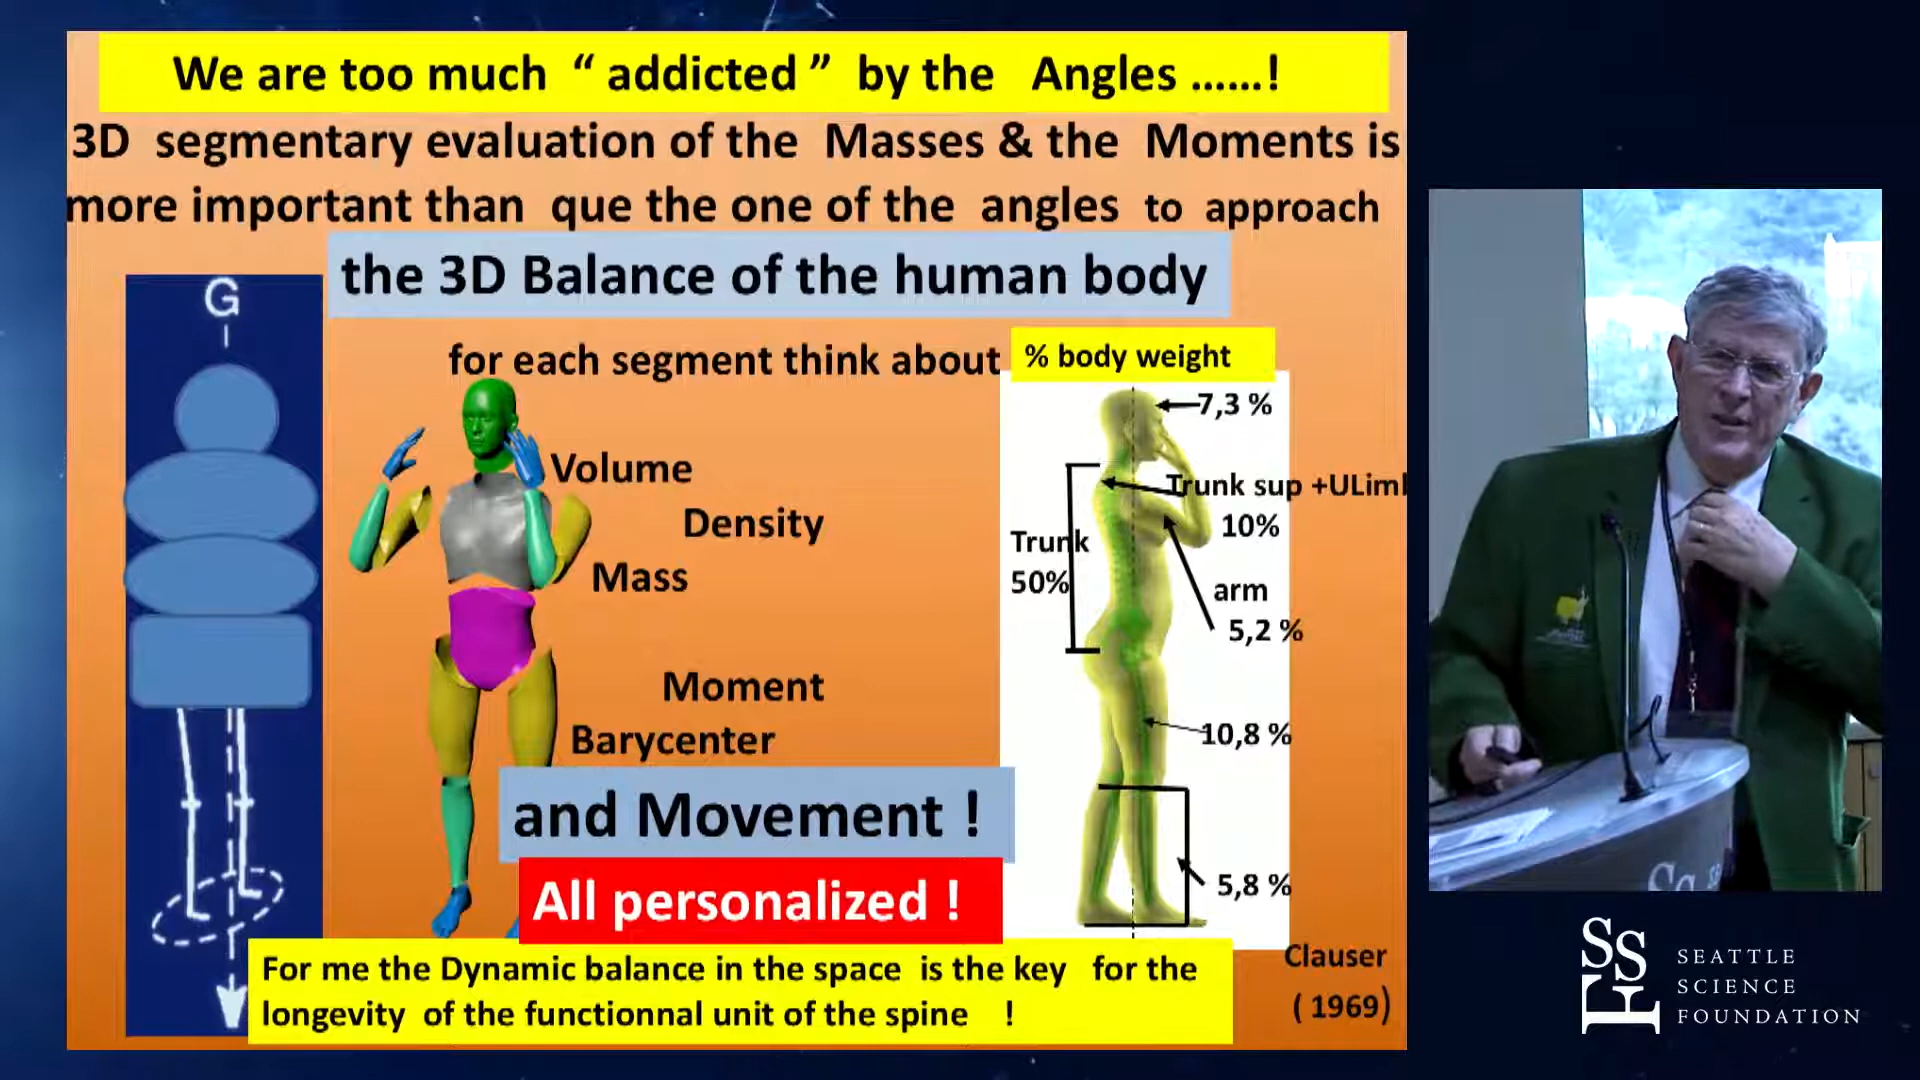 We are too much “ addicted ” by the Angles ......!
3D segmentary evaluation of the Masses & the Moments is
more important than que the one of the angles to approach
the 3D Balance of the human body
G
for each segment think about
% body weight
7,3 %
Volume
Trunk sup +ULim
Density
10%
Trunk
50%
Mass
arm
5,2 %
Moment
10,8 %
Barycenter
and Movement !
5,8 %
All personalized !
For me the Dynamic balance in the space is the key for the
longevity of the functionnal unit of the spine !
Clauser
( 1969)
SSF
SEATTLE
SCIENCE
FOUNDATION